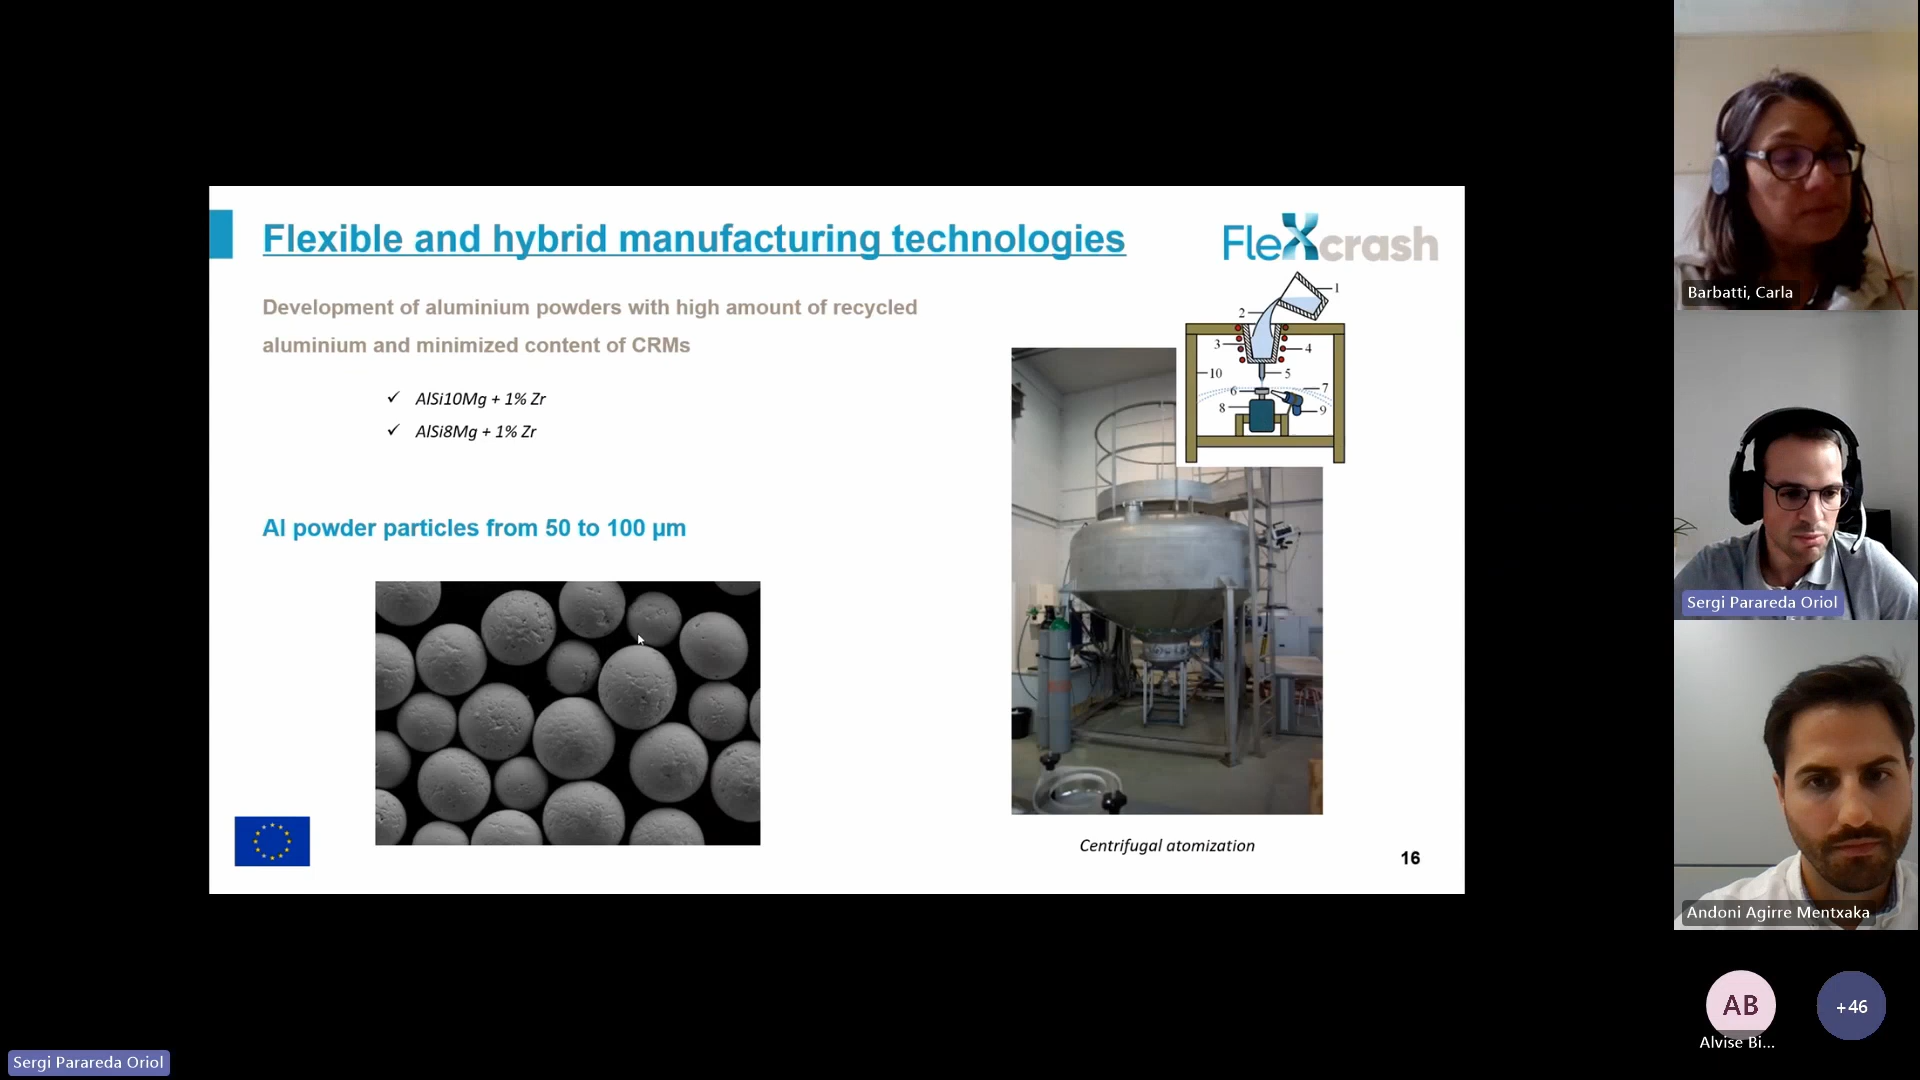 Flexible and hybrid manufacturing technologies
FleXcrash
Development of aluminium powders with high amount of recycled
aluminium and minimized content of CRMs
✓ AlSi10Mg + 1% Zr
✓ AlSi8Mg + 1% Zr
Al powder particles from 50 to 100 µm
1
2
3
4
10
5
6
7
8
9
Centrifugal atomization
16
Barbatti, Carla
Sergi Parareda Oriol
Andoni Agirre Mentxaka
AB
+46
Alvise Bi...
Sergi Parareda Oriol